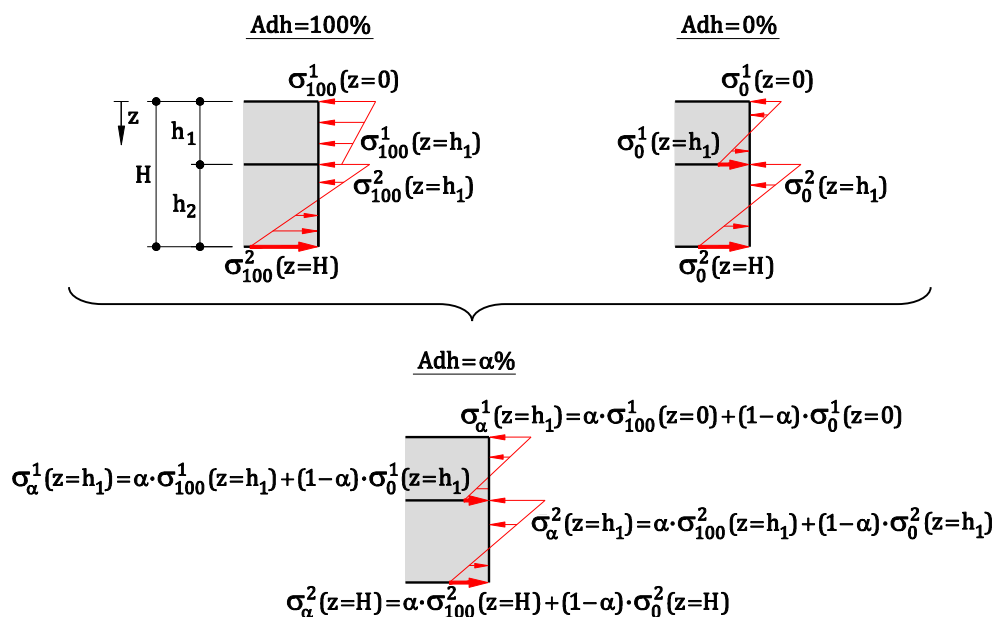 Adh=100%
Adh=0%
σ¹₁₀₀(z=0)
σ¹₀(z=0)
z
h₁
σ¹₁₀₀(z=h₁)
σ¹₀(z=h₁)
H
σ²₁₀₀(z=h₁)
σ²₀(z=h₁)
h₂
σ²₁₀₀(z=H)
σ²₀(z=H)
Adh=α%
σ¹α(z=h₁)=α·σ¹₁₀₀(z=0)+(1−α)·σ¹₀(z=0)
σ¹α(z=h₁)=α·σ¹₁₀₀(z=h₁)+(1−α)·σ¹₀(z=h₁)
σ²α(z=h₁)=α·σ²₁₀₀(z=h₁)+(1−α)·σ²₀(z=h₁)
σ²α(z=H)=α·σ²₁₀₀(z=H)+(1−α)·σ²₀(z=H)